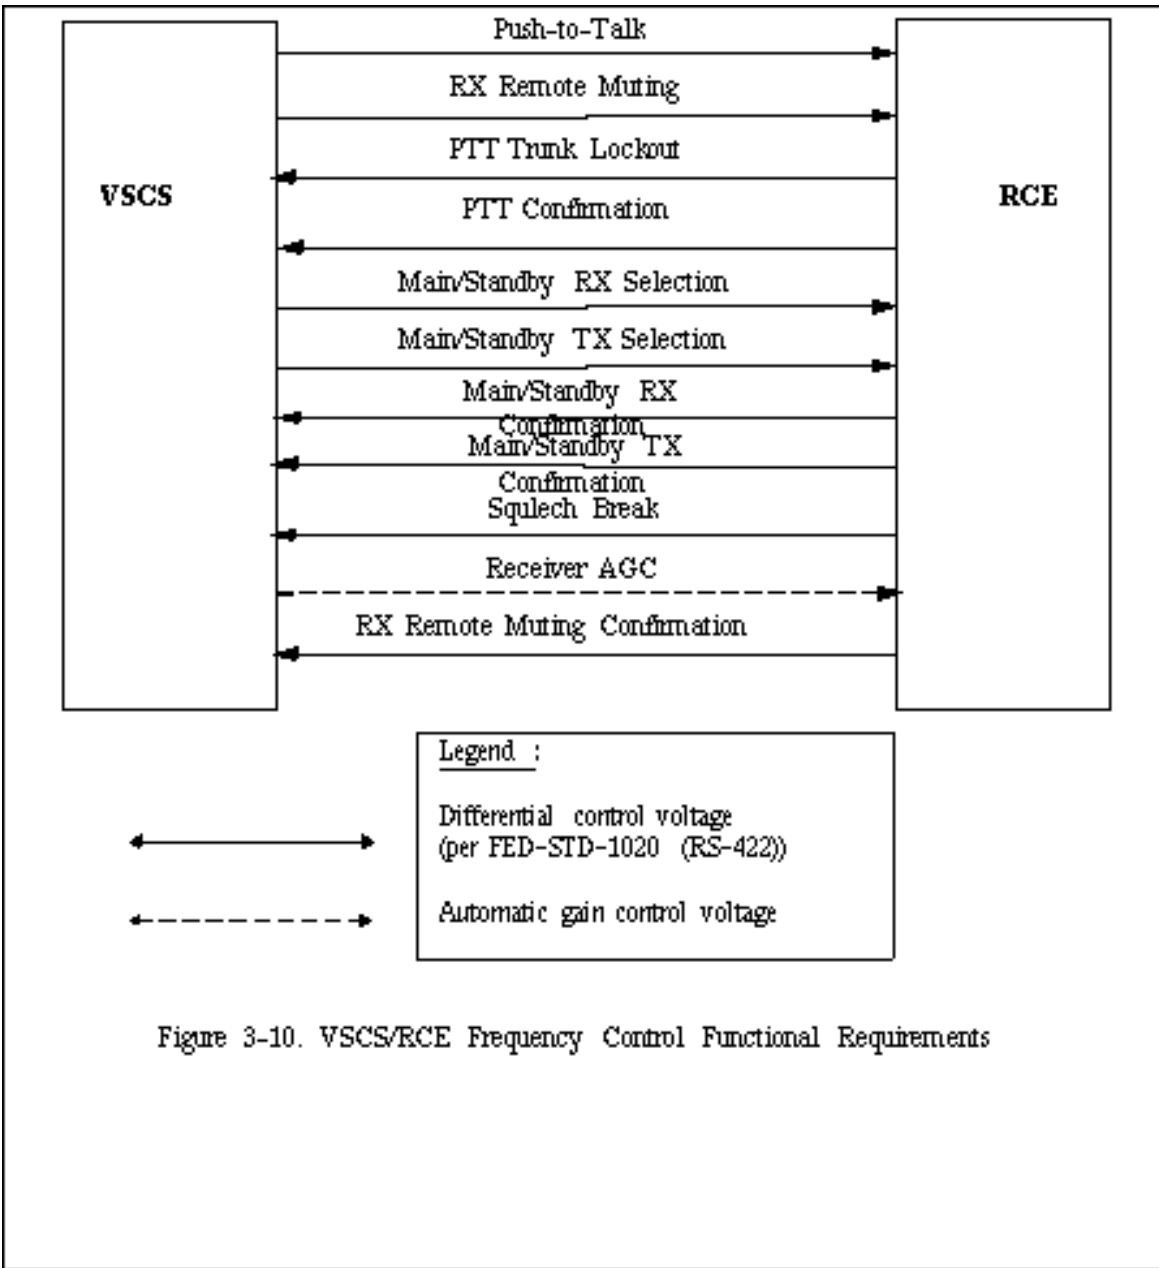 Push-to-Talk
RX Remote Muting
PTT Trunk Lockout
VSCS
RCE
PTT Confirmation
Main/Standby RX Selection
Main/Standby TX Selection
Main/Standby RX
Confirmation
Main/Standby TX
Confirmation
Squlech Break
Receiver AGC
RX Remote Muting Confirmation
Legend :
Differential control voltage
(per FED-STD-1020 (RS-422))
Automatic gain control voltage
Figure 3-10. VSCS/RCE Frequency Control Functional Requirements